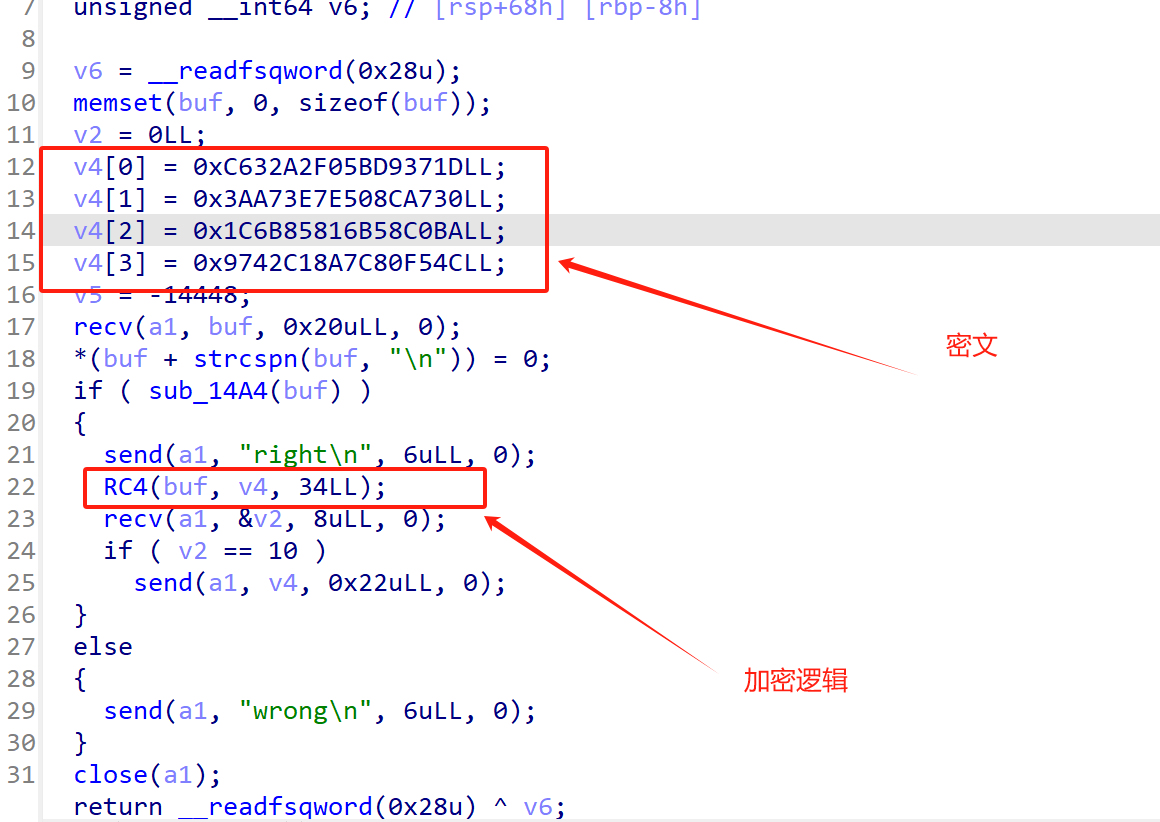 7 unsigned __int64 v6; // [rsp+68h] [rbp-8h]
8
9 v6 = __readfsqword(0x28u);
10 memset(buf, 0, sizeof(buf));
11 v2 = 0LL;
12 v4[0] = 0xC632A2F05BD9371DLL;
13 v4[1] = 0x3AA73E7E508CA730LL;
14 v4[2] = 0x1C6B85816B58C0BALL;
15 v4[3] = 0x9742C18A7C80F54CLL;
16 v5 = -14448;
17 recv(a1, buf, 0x20uLL, 0);
18 *(buf + strcspn(buf, "\n")) = 0;
密文
19 if ( sub_14A4(buf) )
20 {
21 send(a1, "right\n", 6uLL, 0);
22 RC4(buf, v4, 34LL);
23 recv(a1, &v2, 8uLL, 0);
24 if ( v2 == 10 )
25 send(a1, v4, 0x22uLL, 0);
26 }
27 else
28 {
加密逻辑
29 send(a1, "wrong\n", 6uLL, 0);
30 }
31 close(a1);
return __readfsqword(0x28u) ^ v6;